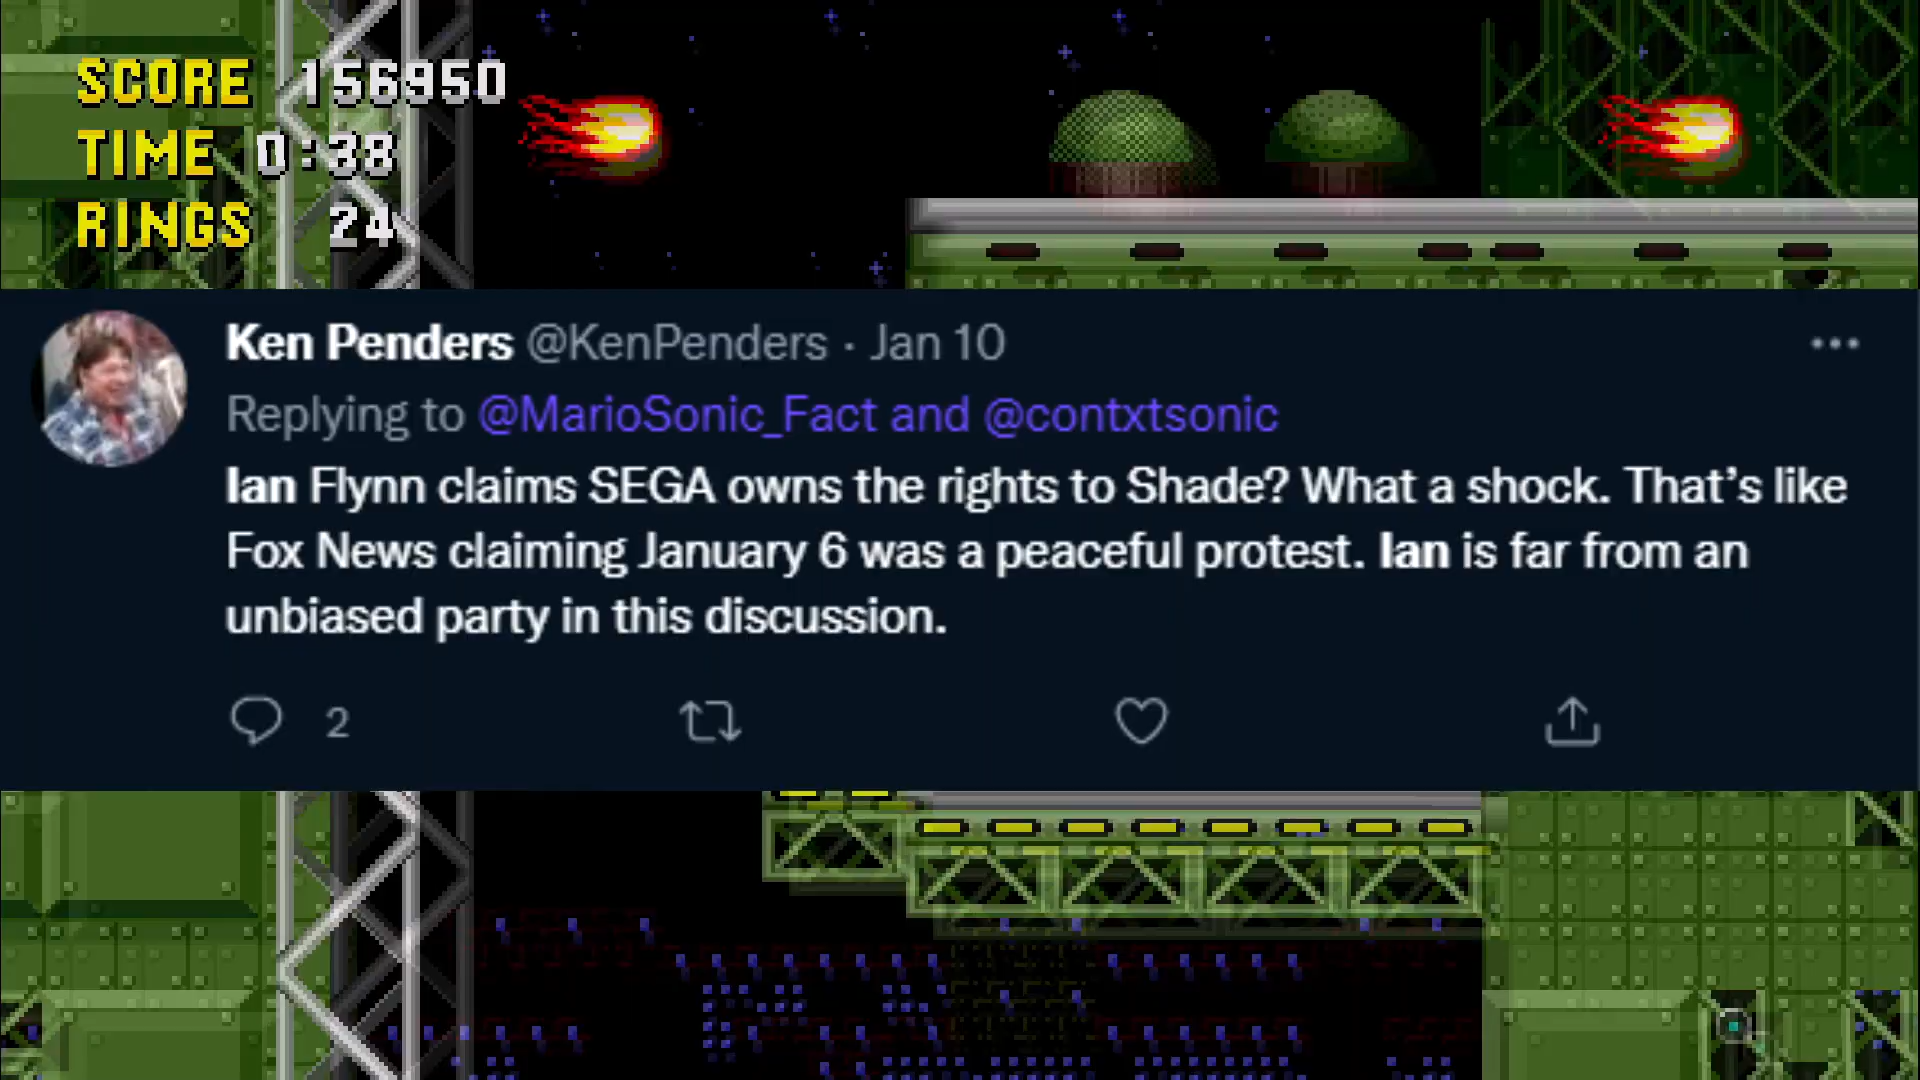 SCORE 156950
TIME 0:38
RINGS 24
Ken Penders @KenPenders · Jan 10
Replying to @MarioSonic_Fact and @contxtsonic
Ian Flynn claims SEGA owns the rights to Shade? What a shock. That’s like
Fox News claiming January 6 was a peaceful protest. Ian is far from an
unbiased party in this discussion.
2